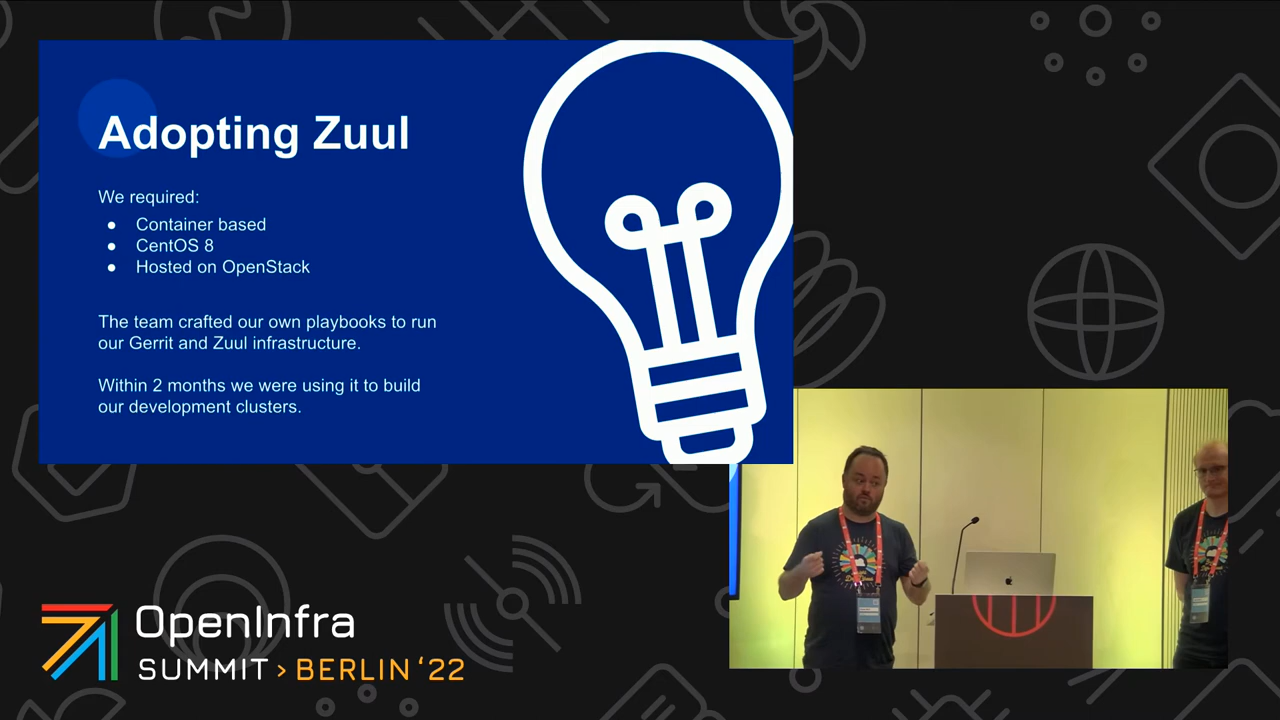 Adopting Zuul
We required:
● Container based
● CentOS 8
● Hosted on OpenStack
The team crafted our own playbooks to run
our Gerrit and Zuul infrastructure.
Within 2 months we were using it to build
our development clusters.
OpenInfra
SUMMIT > BERLIN ‘22